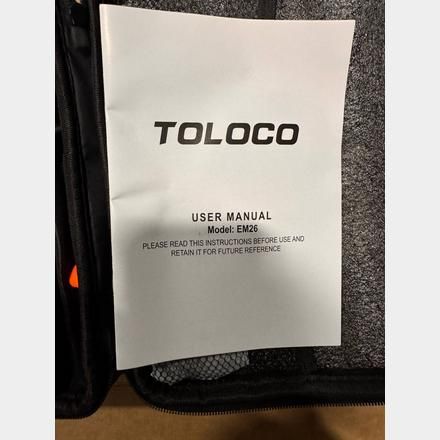 TOLOCO
USER MANUAL
Model: EM26
PLEASE READ THIS INSTRUCTIONS BEFORE USE AND
RETAIN IT FOR FUTURE REFERENCE